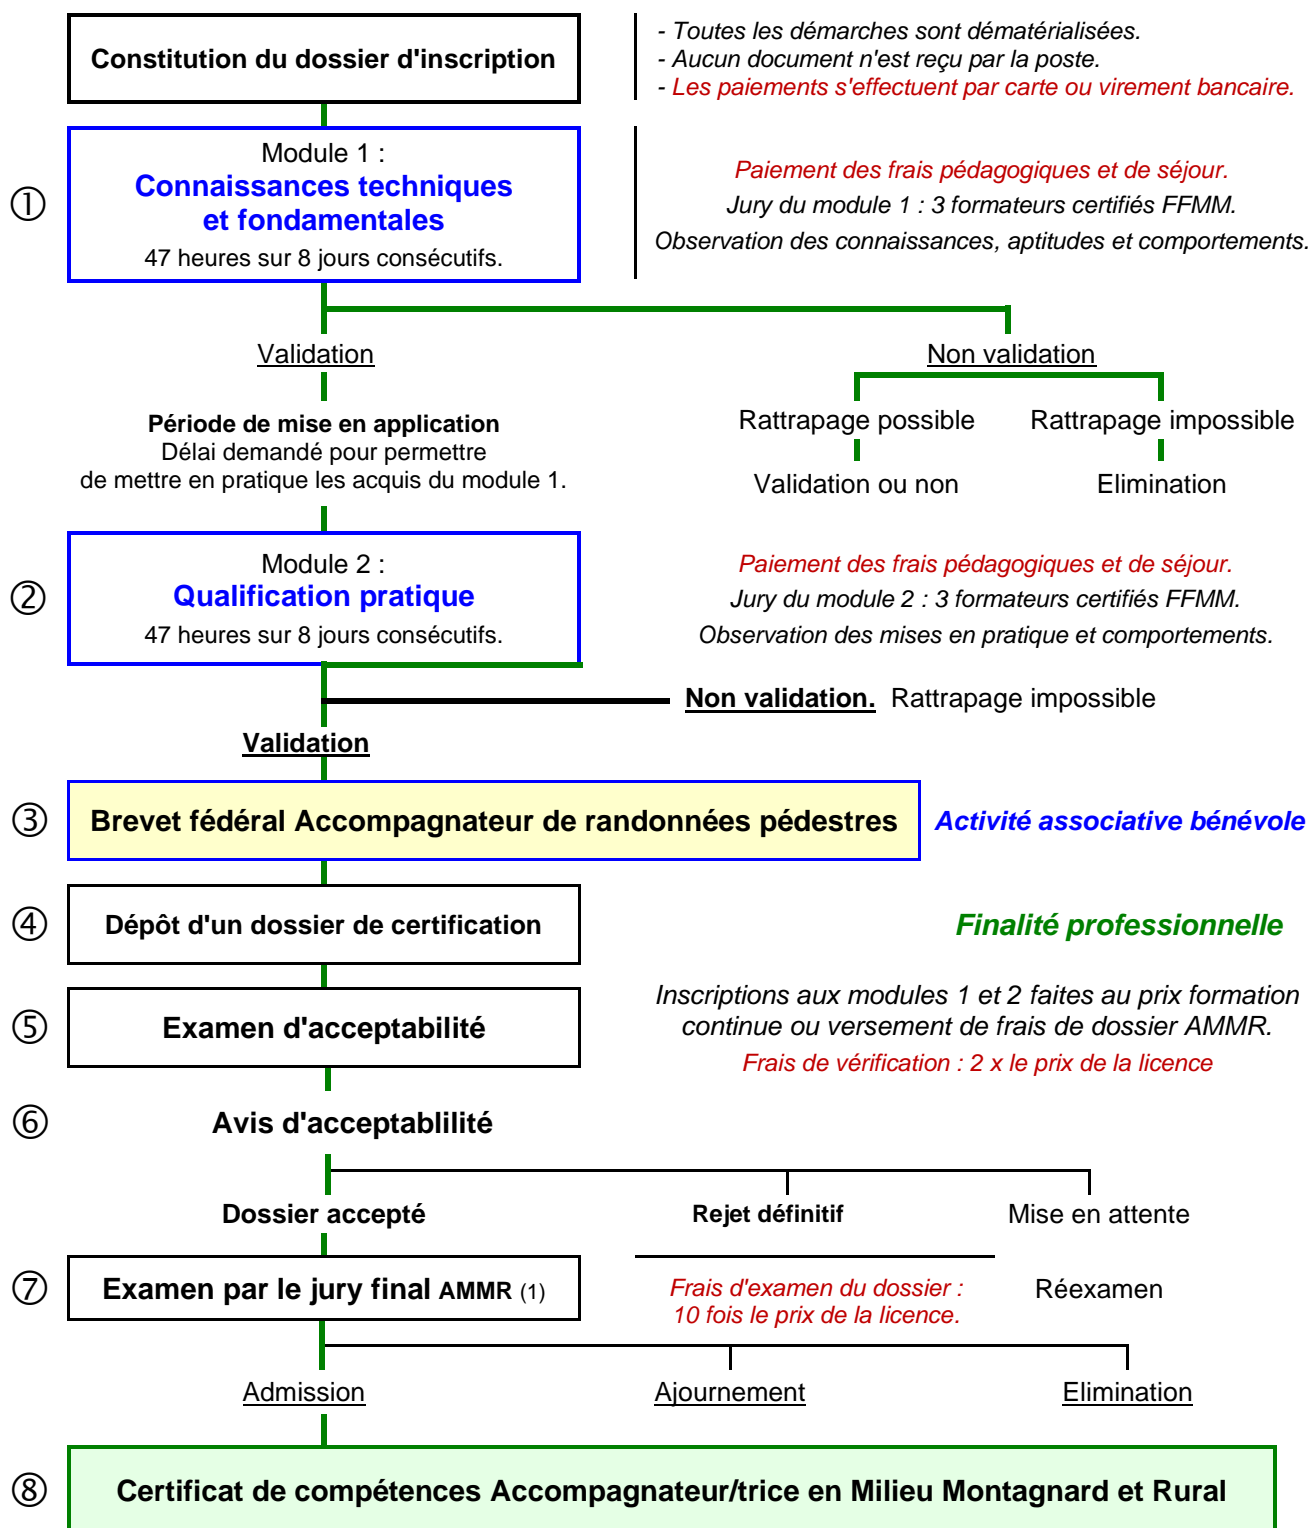 Constitution du dossier d'inscription
- Toutes les démarches sont dématérialisées.
- Aucun document n'est reçu par la poste.
- Les paiements s'effectuent par carte ou virement bancaire.
①
Module 1 :
Connaissances techniques
et fondamentales
47 heures sur 8 jours consécutifs.
Paiement des frais pédagogiques et de séjour.
Jury du module 1 : 3 formateurs certifiés FFMM.
Observation des connaissances, aptitudes et comportements.
Validation
Non validation
Période de mise en application
Délai demandé pour permettre
de mettre en pratique les acquis du module 1.
Rattrapage possible
Rattrapage impossible
Validation ou non
Elimination
②
Module 2 :
Qualification pratique
47 heures sur 8 jours consécutifs.
Paiement des frais pédagogiques et de séjour.
Jury du module 2 : 3 formateurs certifiés FFMM.
Observation des mises en pratique et comportements.
Non validation. Rattrapage impossible
Validation
③
Brevet fédéral Accompagnateur de randonnées pédestres
Activité associative bénévole
④
Dépôt d'un dossier de certification
Finalité professionnelle
⑤
Examen d'acceptabilité
Inscriptions aux modules 1 et 2 faites au prix formation
continue ou versement de frais de dossier AMMR.
Frais de vérification : 2 x le prix de la licence
⑥
Avis d'acceptablilité
Dossier accepté
Rejet définitif
Mise en attente
⑦
Examen par le jury final AMMR (1)
Frais d'examen du dossier :
10 fois le prix de la licence.
Réexamen
Admission
Ajournement
Elimination
⑧
Certificat de compétences Accompagnateur/trice en Milieu Montagnard et Rural